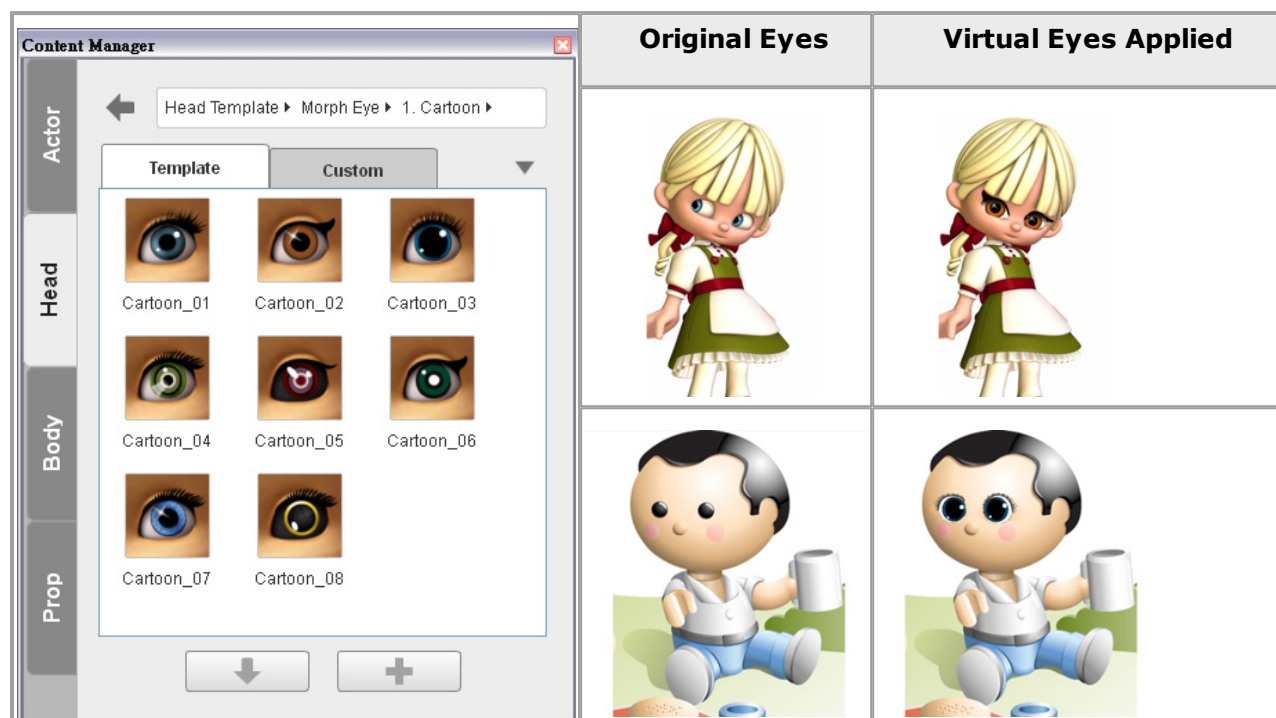 Content Manager
Actor
Head
Body
Prop
Head Template Morph Eye 1. Cartoon
Template Custom
Cartoon_01 Cartoon_02 Cartoon_03
Cartoon_04 Cartoon_05 Cartoon_06
Cartoon_07 Cartoon_08
Original Eyes Virtual Eyes Applied